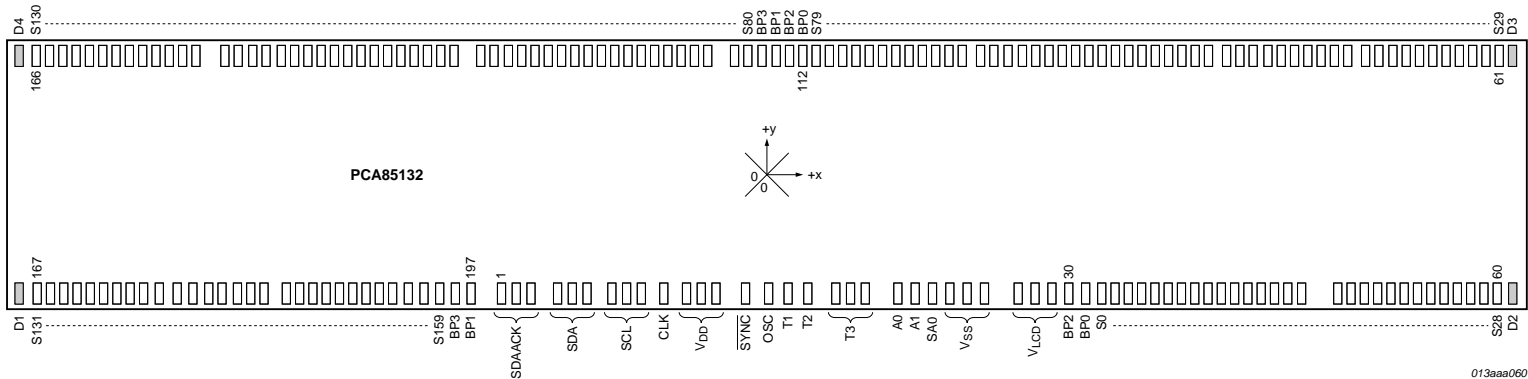 D4
S130
S80
BP3
BP1
BP2
BP0
S79
S29
D3
166
112
61
PCA85132
+y
0
0
+x
167
197
1
30
60
D1
S131
S159
BP3
BP1
SDAACK
SDA
SCL
CLK
VDD
SYNC
OSC
T1
T2
T3
A0
A1
SA0
VSS
VLCD
BP2
BP0
S0
S28
D2
013aaa060